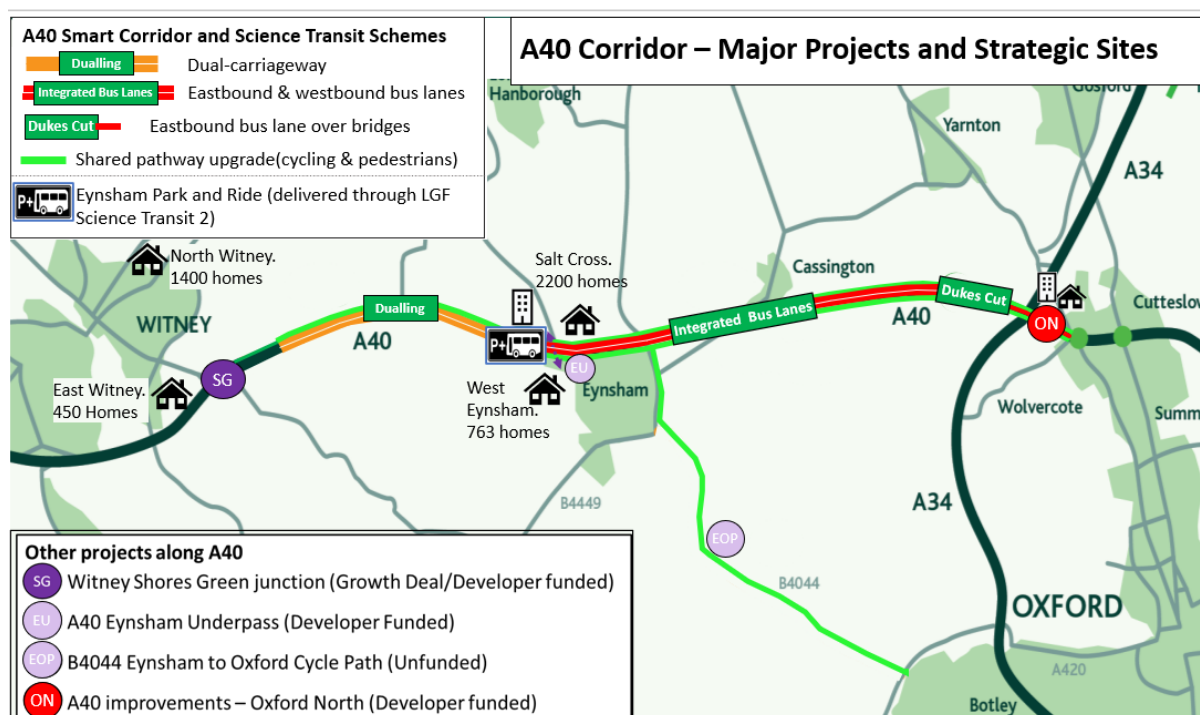 A40 Smart Corridor and Science Transit Schemes
Dualling
Dual-carriageway
Integrated Bus Lanes
Eastbound & westbound bus lanes
Dukes Cut
Eastbound bus lane over bridges
Shared pathway upgrade(cycling & pedestrians)
P+
Eynsham Park and Ride (delivered through LGF
Science Transit 2)
A40 Corridor – Major Projects and Strategic Sites
Hanborough
Gosford
Yarnton
A34
North Witney.
1400 homes
Salt Cross.
2200 homes
Cassington
WITNEY
Dualling
A40
Integrated Bus Lanes
A40
Dukes Cut
ON
Cutteslow
P+
SG
East Witney.
450 Homes
West
Eynsham.
763 homes
EU
Eynsham
Wolvercote
Summ
B4449
A34
EOP
B4044
OXFORD
A420
Botley
Other projects along A40
SG
Witney Shores Green junction (Growth Deal/Developer funded)
EU
A40 Eynsham Underpass (Developer Funded)
EOP
B4044 Eynsham to Oxford Cycle Path (Unfunded)
ON
A40 improvements – Oxford North (Developer funded)